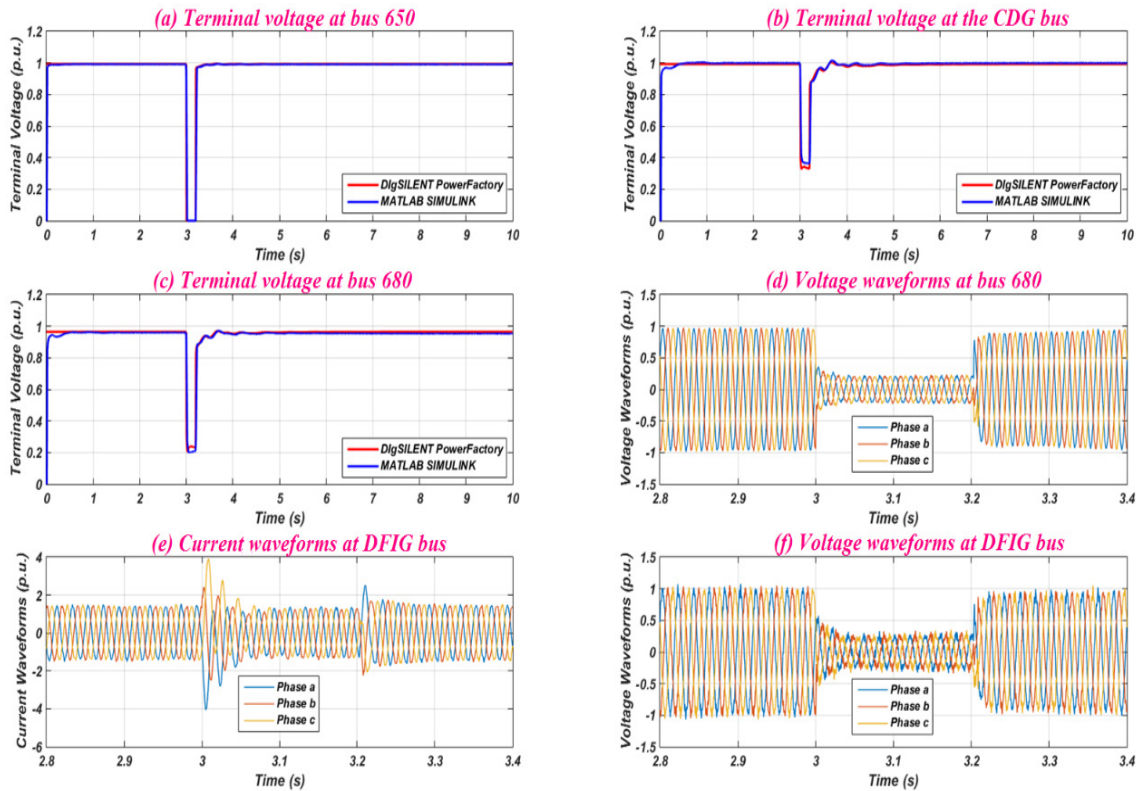 (a) Terminal voltage at bus 650
Terminal Voltage (p.u.)
1.2
1
0.8
0.6
0.4
0.2
0
DIgSILENT PowerFactory
MATLAB SIMULINK
0 1 2 3 4 5 6 7 8 9 10
Time (s)
(b) Terminal voltage at the CDG bus
Terminal Voltage (p.u.)
1.2
1
0.8
0.6
0.4
0.2
0
DIgSILENT PowerFactory
MATLAB SIMULINK
0 1 2 3 4 5 6 7 8 9 10
Time (s)
(c) Terminal voltage at bus 680
Terminal Voltage (p.u.)
1.2
1
0.8
0.6
0.4
0.2
0
DIgSILENT PowerFactory
MATLAB SIMULINK
0 1 2 3 4 5 6 7 8 9 10
Time (s)
(d) Voltage waveforms at bus 680
Voltage Waveforms (p.u.)
1.5
1
0.5
0
-0.5
-1
-1.5
Phase a
Phase b
Phase c
2.8 2.9 3 3.1 3.2 3.3 3.4
Time (s)
(e) Current waveforms at DFIG bus
Current Waveforms (p.u.)
4
2
0
-2
-4
-6
Phase a
Phase b
Phase c
2.8 2.9 3 3.1 3.2 3.3 3.4
Time (s)
(f) Voltage waveforms at DFIG bus
Voltage Waveforms (p.u.)
1.5
1
0.5
0
-0.5
-1
-1.5
Phase a
Phase b
Phase c
2.8 2.9 3 3.1 3.2 3.3 3.4
Time (s)